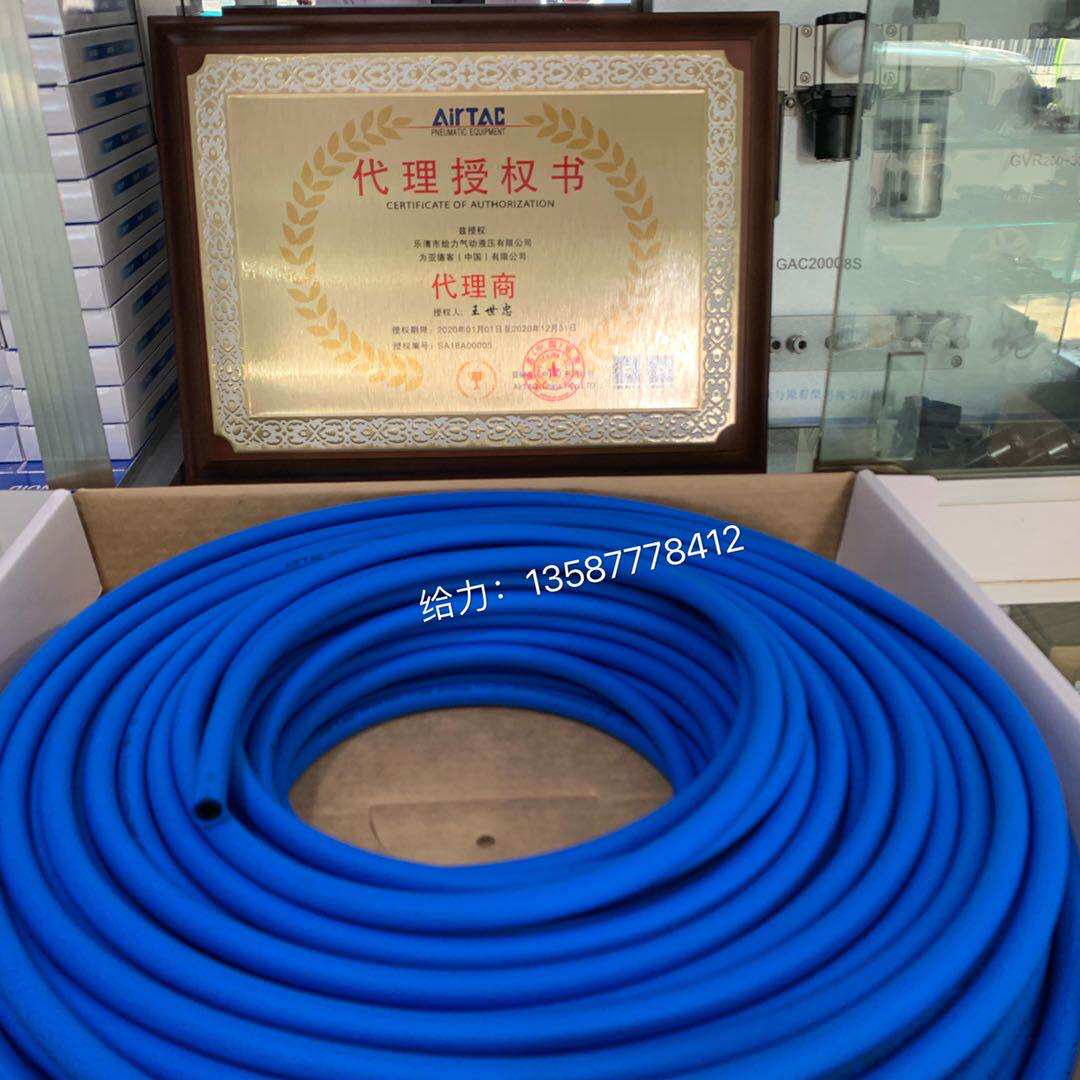 AirTAC
PNEUMATIC EQUIPMENT
代理授权书
CERTIFICATE OF AUTHORIZATION
兹授权
乐清市给力气动液压有限公司
为亚德客（中国）有限公司
代理商
授权人：王世忠
授权期限：2020年01月01日至2020年12月31日
授权编号：SA18A00005
GAC20008S
AIRTAC
给力：13587778412